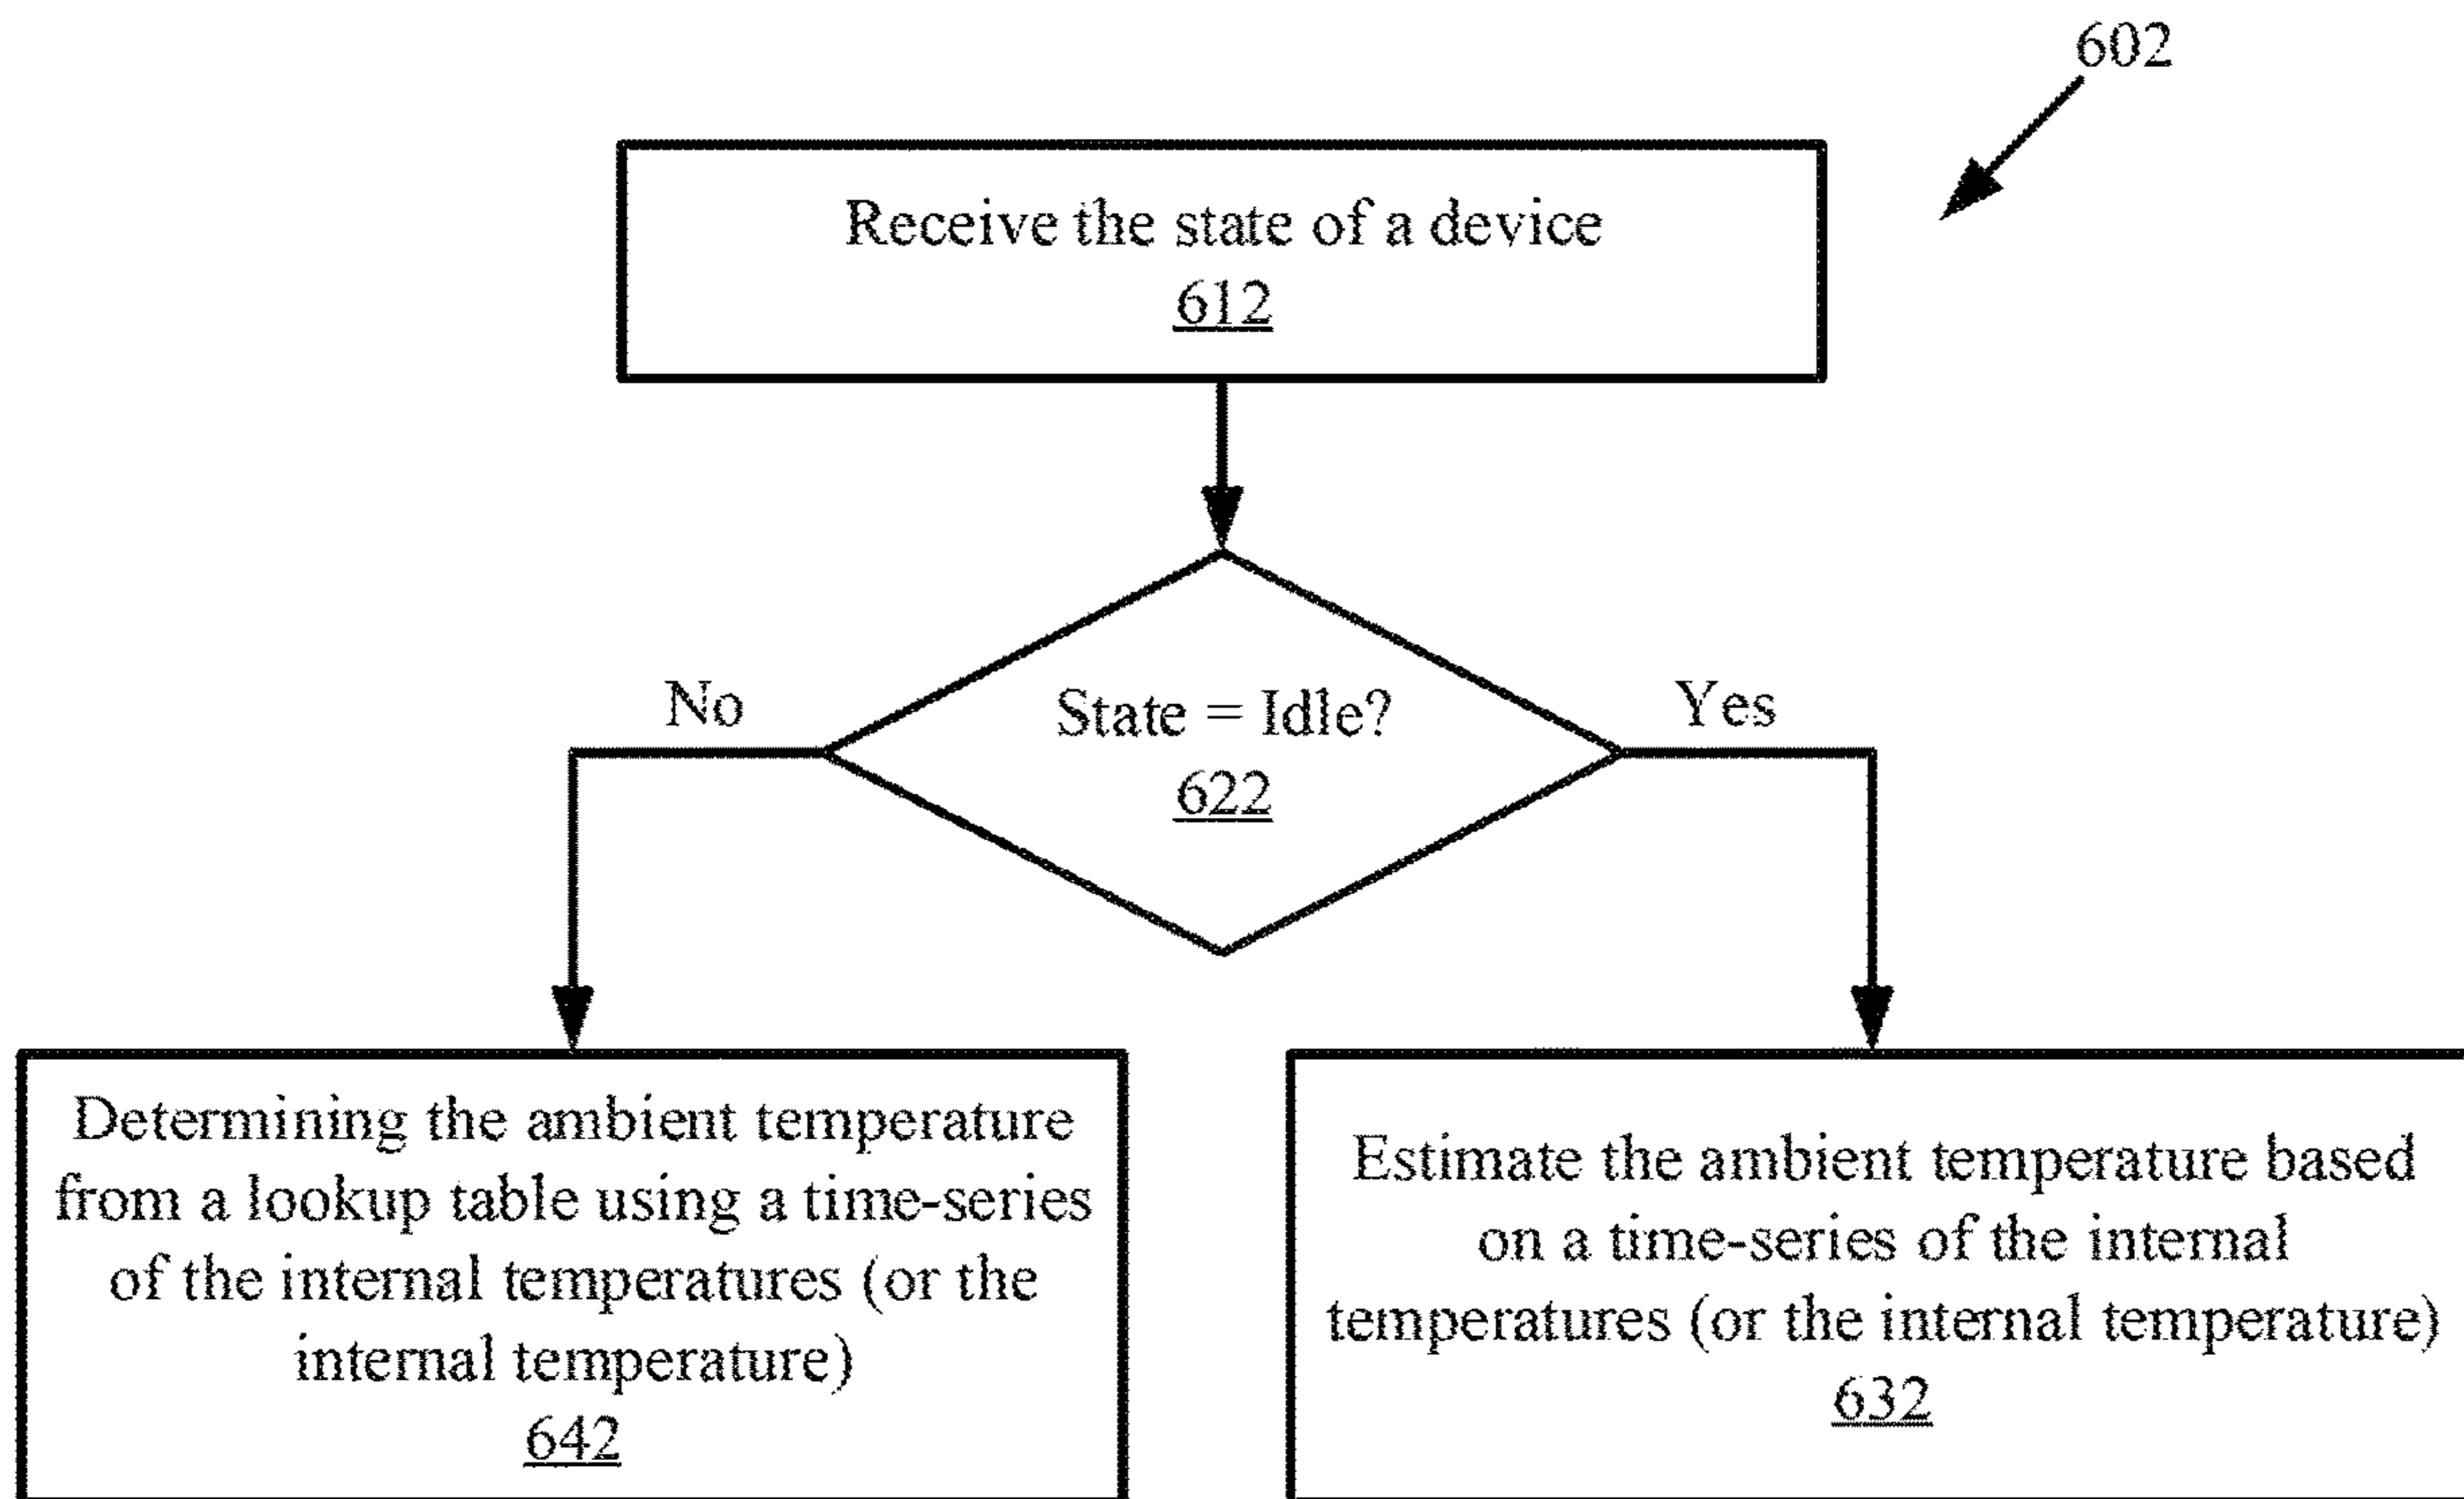 602
Receive the state of a device
612
State = Idle?
622
No
Yes
Determining the ambient temperature
from a lookup table using a time-series
of the internal temperatures (or the
internal temperature)
642
Estimate the ambient temperature based
on a time-series of the internal
temperatures (or the internal temperature)
632